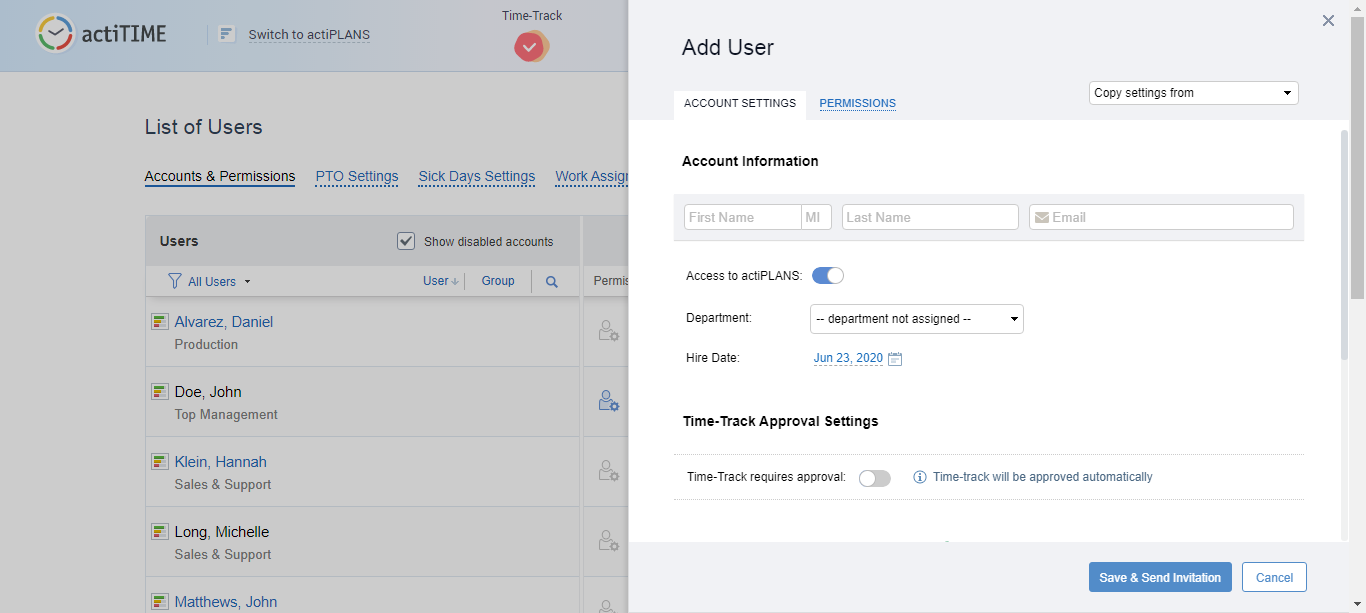 actiTIME
Switch to actiPLANS
Time-Track
List of Users
Accounts & Permissions
PTO Settings
Sick Days Settings
Work Assign
Users
Show disabled accounts
All Users
User
Group
Permis
Alvarez, Daniel
Production
Doe, John
Top Management
Klein, Hannah
Sales & Support
Long, Michelle
Sales & Support
Matthews, John
Add User
ACCOUNT SETTINGS
PERMISSIONS
Copy settings from
Account Information
First Name
MI
Last Name
Email
Access to actiPLANS:
Department:
-- department not assigned --
Hire Date:
Jun 23, 2020
Time-Track Approval Settings
Time-Track requires approval:
Time-track will be approved automatically
Save & Send Invitation
Cancel